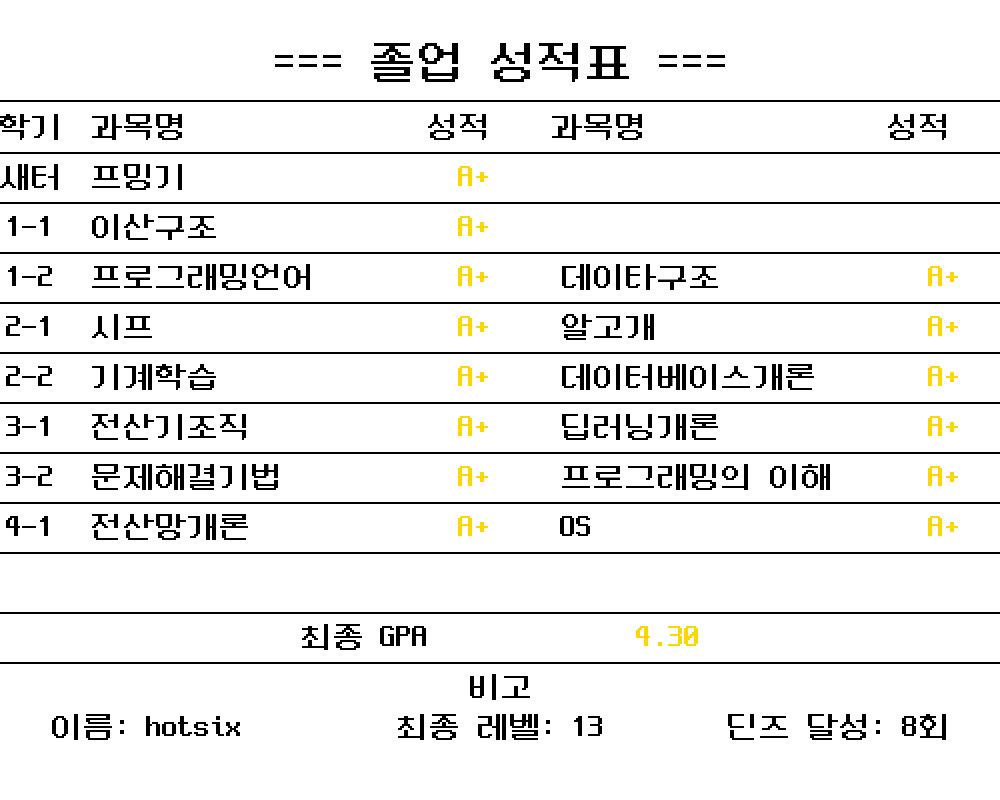 === 졸업 성적표 ===
학기 과목명 성적 과목명 성적
새터 프밍기 A+
1-1 이산구조 A+
1-2 프로그래밍언어 A+ 데이타구조 A+
2-1 시프 A+ 알고개 A+
2-2 기계학습 A+ 데이터베이스개론 A+
3-1 전산기조직 A+ 딥러닝개론 A+
3-2 문제해결기법 A+ 프로그래밍의 이해 A+
4-1 전산망개론 A+ OS A+
최종 GPA 4.30
비고
이름: hotsix 최종 레벨: 13 딘즈 달성: 8회